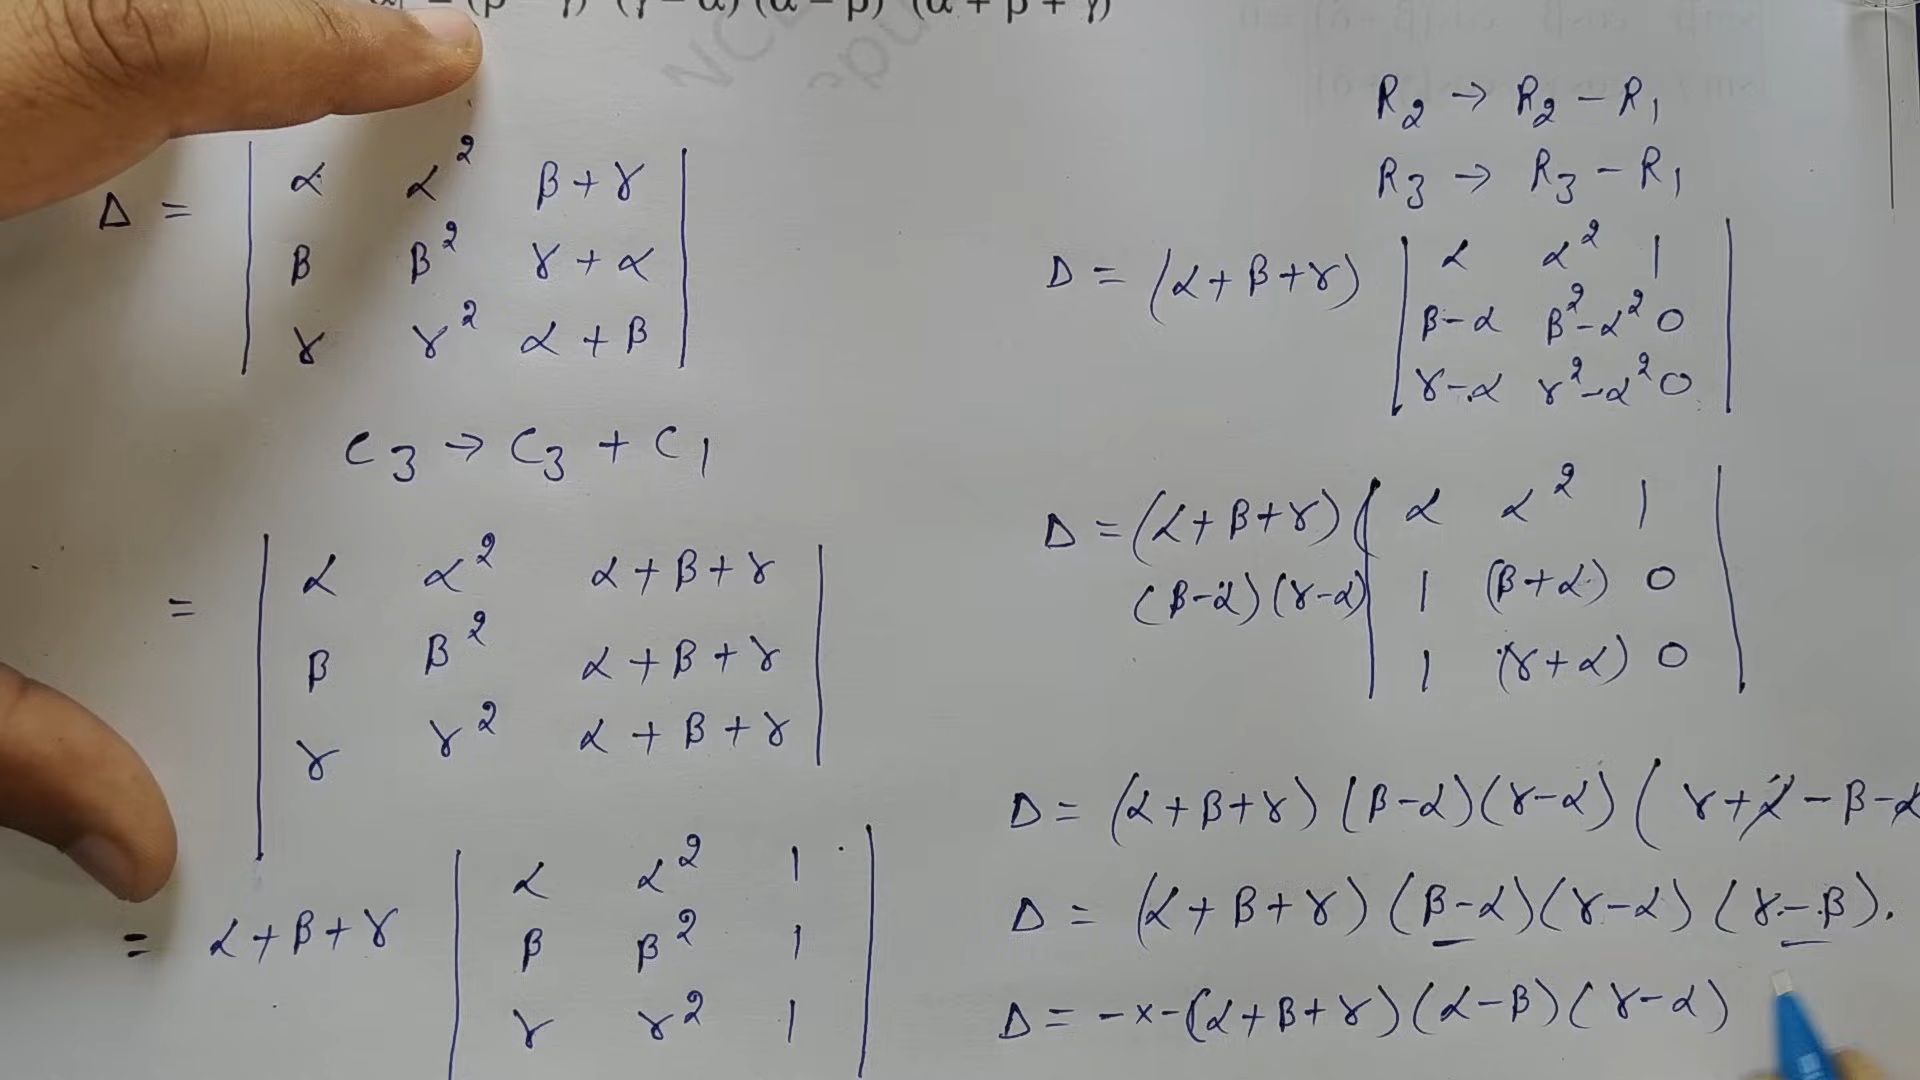 = (β − γ) (γ − α) (α − β) (α + β + γ)
Δ = | α α² β+γ |
| β β² γ+α |
| γ γ² α+β |
C₃ → C₃ + C₁
= | α α² α+β+γ |
| β β² α+β+γ |
| γ γ² α+β+γ |
= α+β+γ | α α² 1 |
| β β² 1 |
| γ γ² 1 |
R₂ → R₂ − R₁
R₃ → R₃ − R₁
Δ = (α+β+γ) | α α² 1 |
| β−α β²−α² 0 |
| γ−α γ²−α² 0 |
Δ = (α+β+γ)( | α α² 1 |
(β−α)(γ−α) | 1 (β+α) 0 |
| 1 (γ+α) 0 |
Δ = (α+β+γ)(β−α)(γ−α)( γ+α−β−α
Δ = (α+β+γ)(β−α)(γ−α)(γ−β).
Δ = −×−(α+β+γ)(α−β)(γ−α)